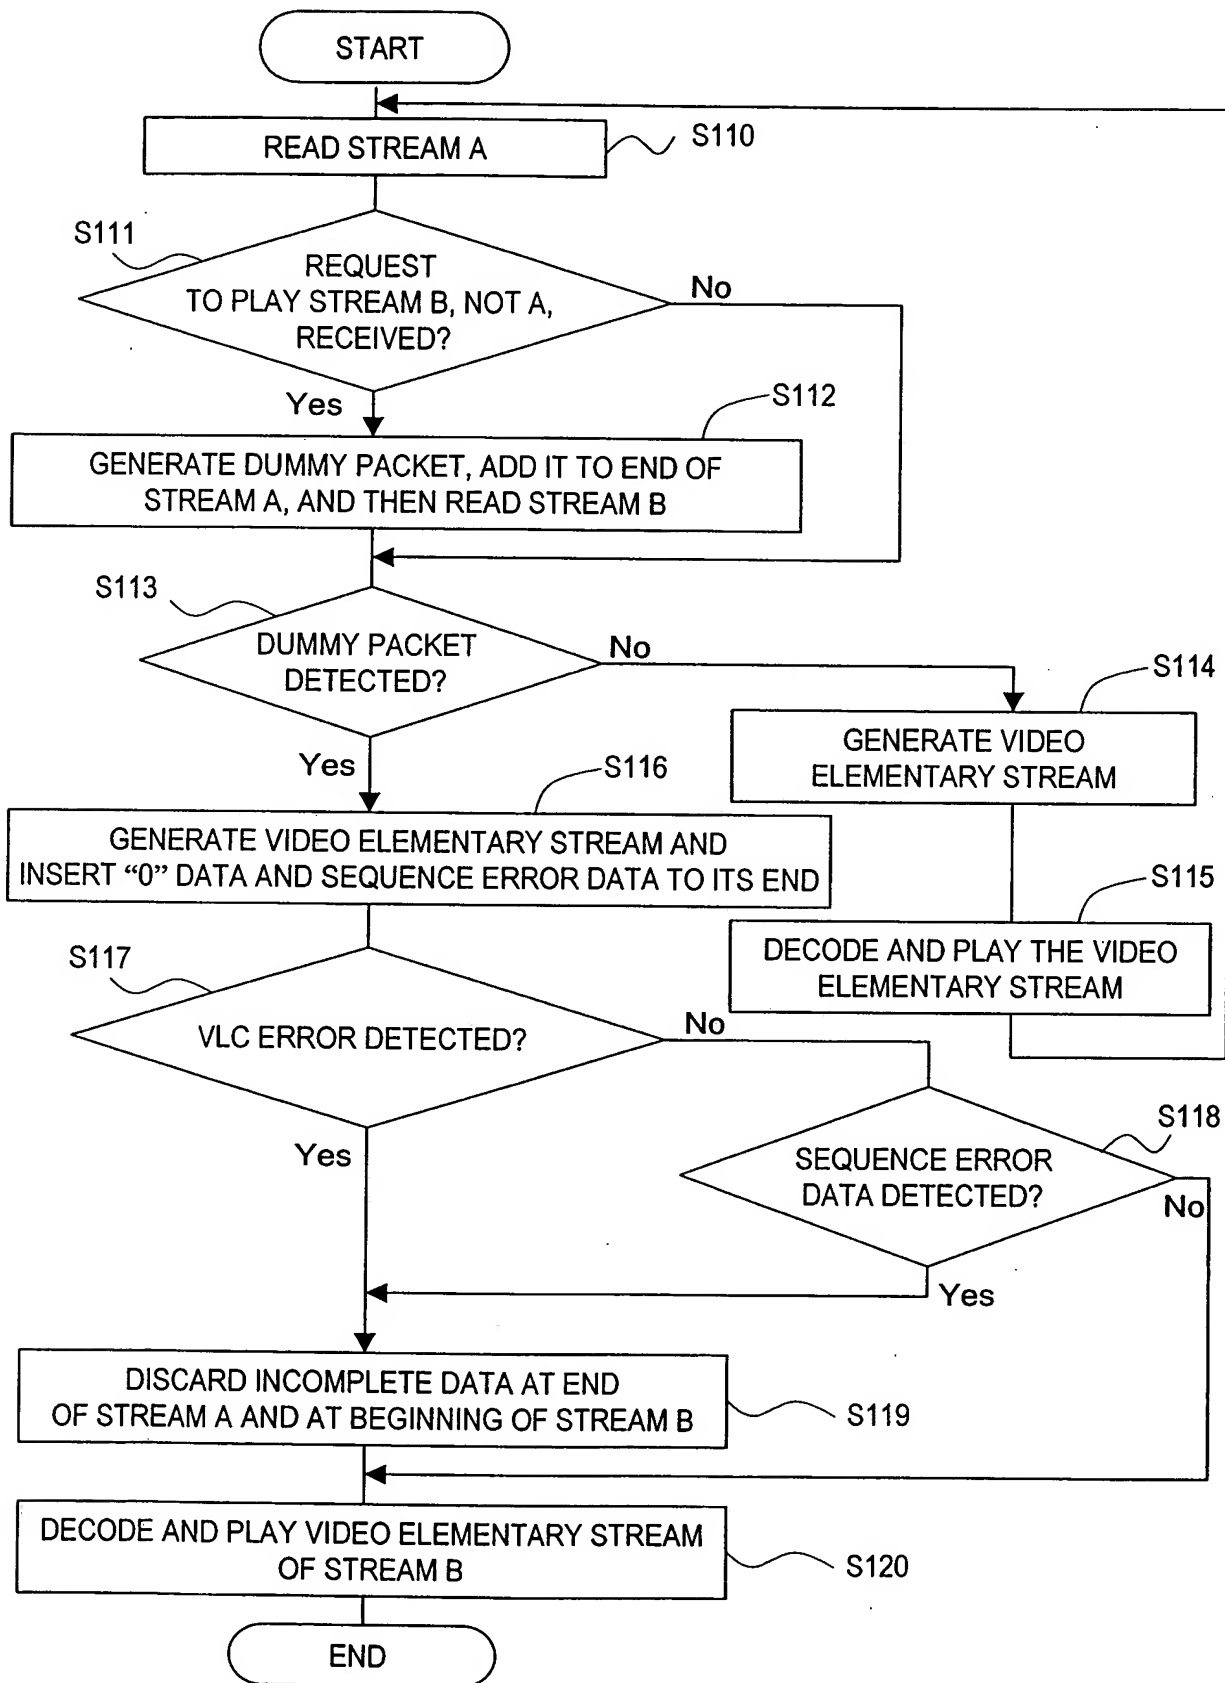 START
READ STREAM A
S110
S111
REQUEST
TO PLAY STREAM B, NOT A,
RECEIVED?
No
Yes
S112
GENERATE DUMMY PACKET, ADD IT TO END OF
STREAM A, AND THEN READ STREAM B
S113
DUMMY PACKET
DETECTED?
No
S114
GENERATE VIDEO
ELEMENTARY STREAM
Yes
S116
GENERATE VIDEO ELEMENTARY STREAM AND
INSERT “0” DATA AND SEQUENCE ERROR DATA TO ITS END
S115
DECODE AND PLAY THE VIDEO
ELEMENTARY STREAM
S117
VLC ERROR DETECTED?
No
Yes
S118
SEQUENCE ERROR
DATA DETECTED?
No
Yes
DISCARD INCOMPLETE DATA AT END
OF STREAM A AND AT BEGINNING OF STREAM B
S119
DECODE AND PLAY VIDEO ELEMENTARY STREAM
OF STREAM B
S120
END